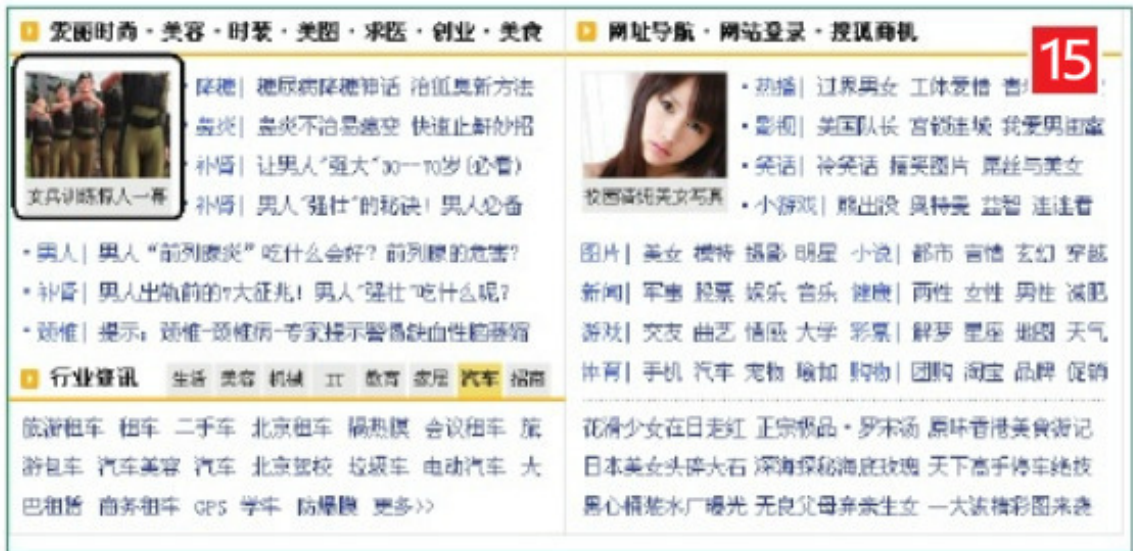 爱丽时尚·美容·时装·美图·求医·创业·美食
降糖| 糖尿病降糖神话 治狐臭新方法
鼻炎| 鼻炎不治易癌变 快速止鼾妙招
补肾| 让男人"强大"30--70岁(必看)
补肾| 男人"强壮"的秘诀! 男人必备
女兵训练惊人一幕
·男人| 男人“前列腺炎”吃什么会好? 前列腺的危害?
·补肾| 男人出轨前的7大征兆! 男人"强壮"吃什么呢?
·颈椎| 提示: 颈椎-颈椎病-专家提示警惕缺血性脑萎缩
行业资讯 生活 美容 机械 IT 教育 家居 汽车 招商
旅游租车 租车 二手车 北京租车 隔热膜 会议租车 旅
游包车 汽车美容 汽车 北京驾校 垃圾车 电动汽车 大
巴租赁 商务租车 GPS 学车 防爆膜 更多>>
网址导航·网站登录·搜狐商机
15
·热播| 过界男女 工体爱情
·影视| 美国队长 宫锁连城 我爱男闺蜜
·笑话| 冷笑话 搞笑图片 屌丝与美女
·小游戏| 熊出没 奥特曼 益智 连连看
校园清纯美女写真
图片| 美女 模特 摄影 明星 小说| 都市 言情 玄幻 穿越
新闻| 军事 股票 娱乐 音乐 健康| 两性 女性 男性 减肥
游戏| 交友 曲艺 情感 大学 彩票| 解梦 星座 地图 天气
体育| 手机 汽车 宠物 瑜伽 购物| 团购 淘宝 品牌 促销
花滑少女在日走红 正宗极品·罗宋汤 原味香港美食游记
日本美女头碎大石 深海探秘海底玫瑰 天下高手停车绝技
黑心桶装水厂曝光 无良父母弃亲生女 一大波精彩图来袭